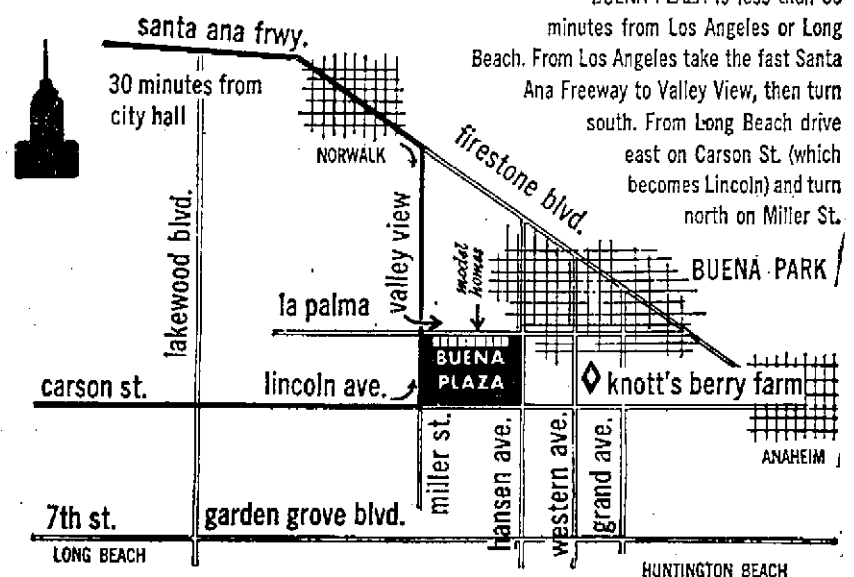 minutes from Los Angeles or Long
Beach. From Los Angeles take the fast Santa
Ana Freeway to Valley View, then turn
south. From Long Beach drive
east on Carson St. (which
becomes Lincoln) and turn
north on Miller St.
santa ana frwy.
30 minutes from
city hall
NORWALK
firestone blvd.
lakewood blvd.
valley view
model
homes
BUENA PARK
la palma
BUENA
PLAZA
carson st.
lincoln ave.
knott's berry farm
ANAHEIM
miller st.
hansen ave.
western ave.
grand ave.
7th st.
garden grove blvd.
LONG BEACH
HUNTINGTON BEACH